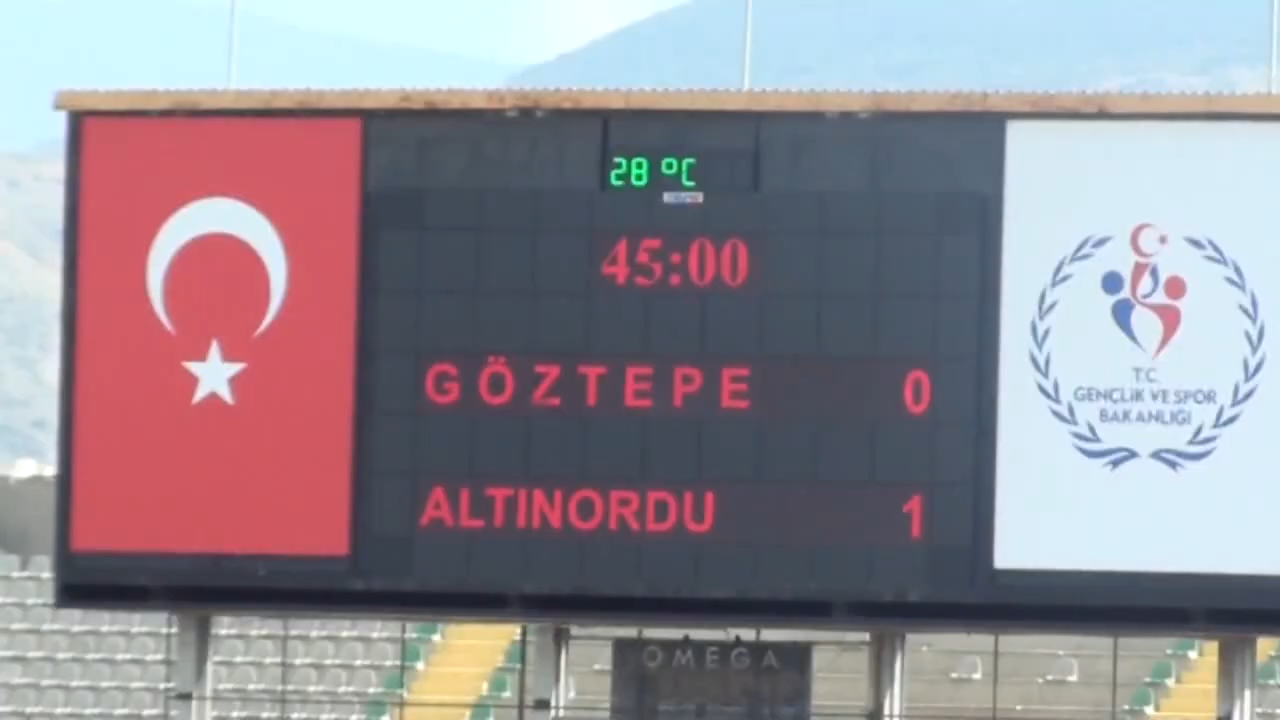 28 °C
45:00
GÖZTEPE 0
ALTINORDU 1
T.C.
GENÇLİK VE SPOR
BAKANLIĞI
OMEGA